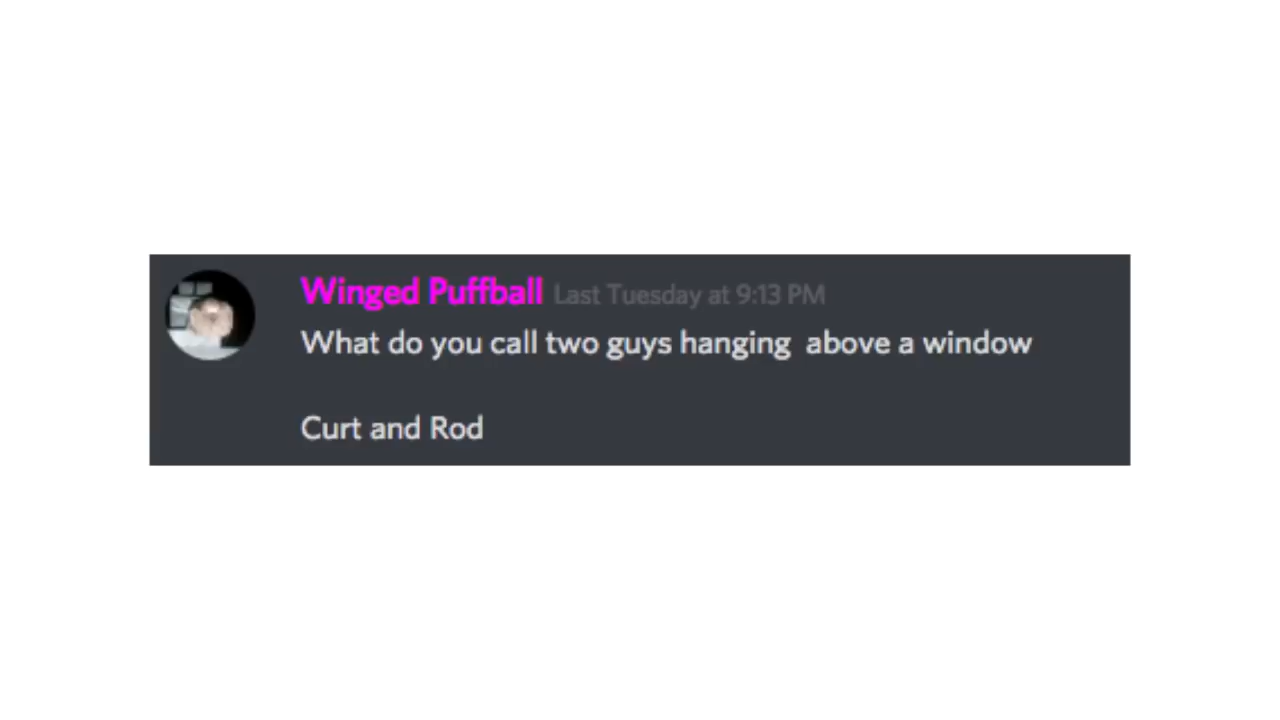 Winged Puffball Last Tuesday at 9:13 PM
What do you call two guys hanging  above a window
Curt and Rod